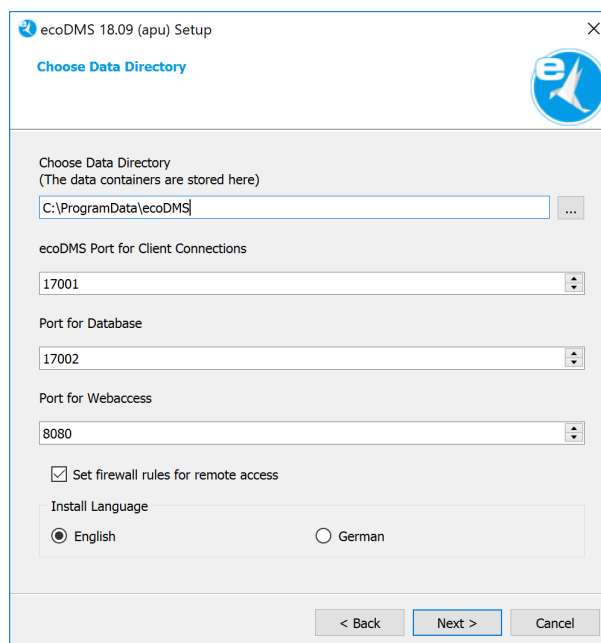 ecoDMS 18.09 (apu) Setup
Choose Data Directory
e
Choose Data Directory
(The data containers are stored here)
C:\ProgramData\ecoDMS
...
ecoDMS Port for Client Connections
17001
Port for Database
17002
Port for Webaccess
8080
Set firewall rules for remote access
Install Language
English
German
< Back
Next >
Cancel